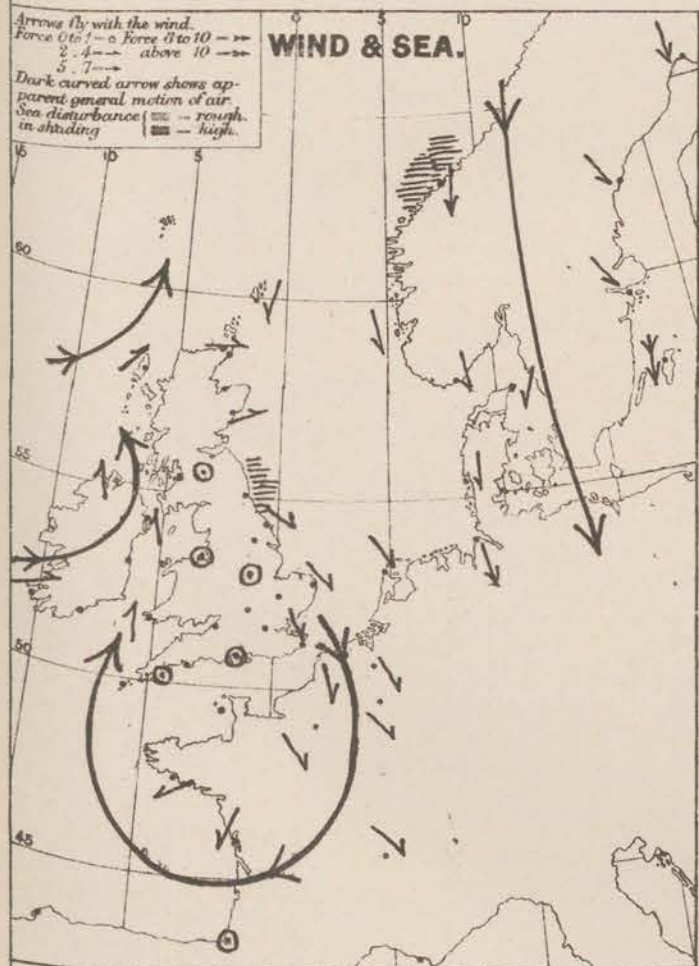 0 5 10
WIND & SEA.
Arrows fly with the wind.
Force 0 to 1 – o Force 8 to 10 –
2 . 4 – above 10 –
5 . 7 –
Dark curved arrow shows ap-
parent general motion of air.
Sea disturbance { – rough.
in shading – high.
15 10 5
60
55
50
45